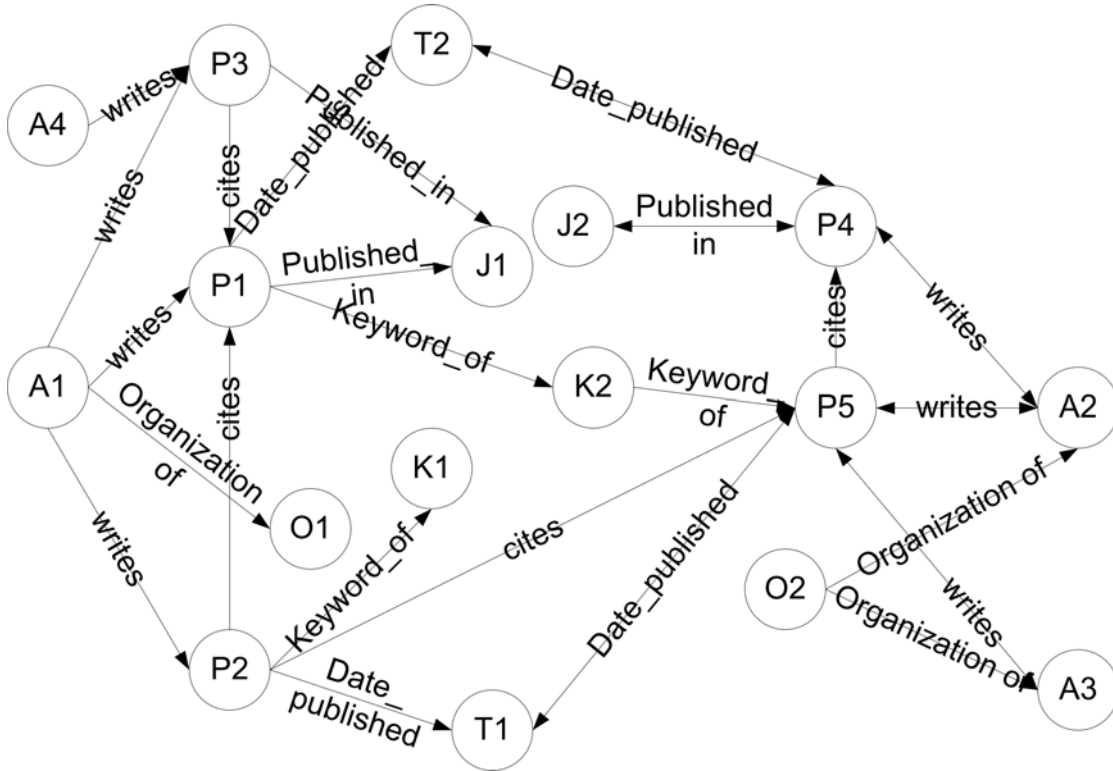 T2
P3
A4
writes
Published_in
Date_published
Date_published
writes
cites
J2
Published
in
P4
P1
Published_
in
J1
writes
Keyword_of
writes
cites
A1
Organization
of
cites
K2
Keyword_
of
P5
writes
A2
K1
O1
writes
Keyword_of
cites
Date_published
Organization of
O2
writes
Organization of
P2
Date_
published
T1
A3